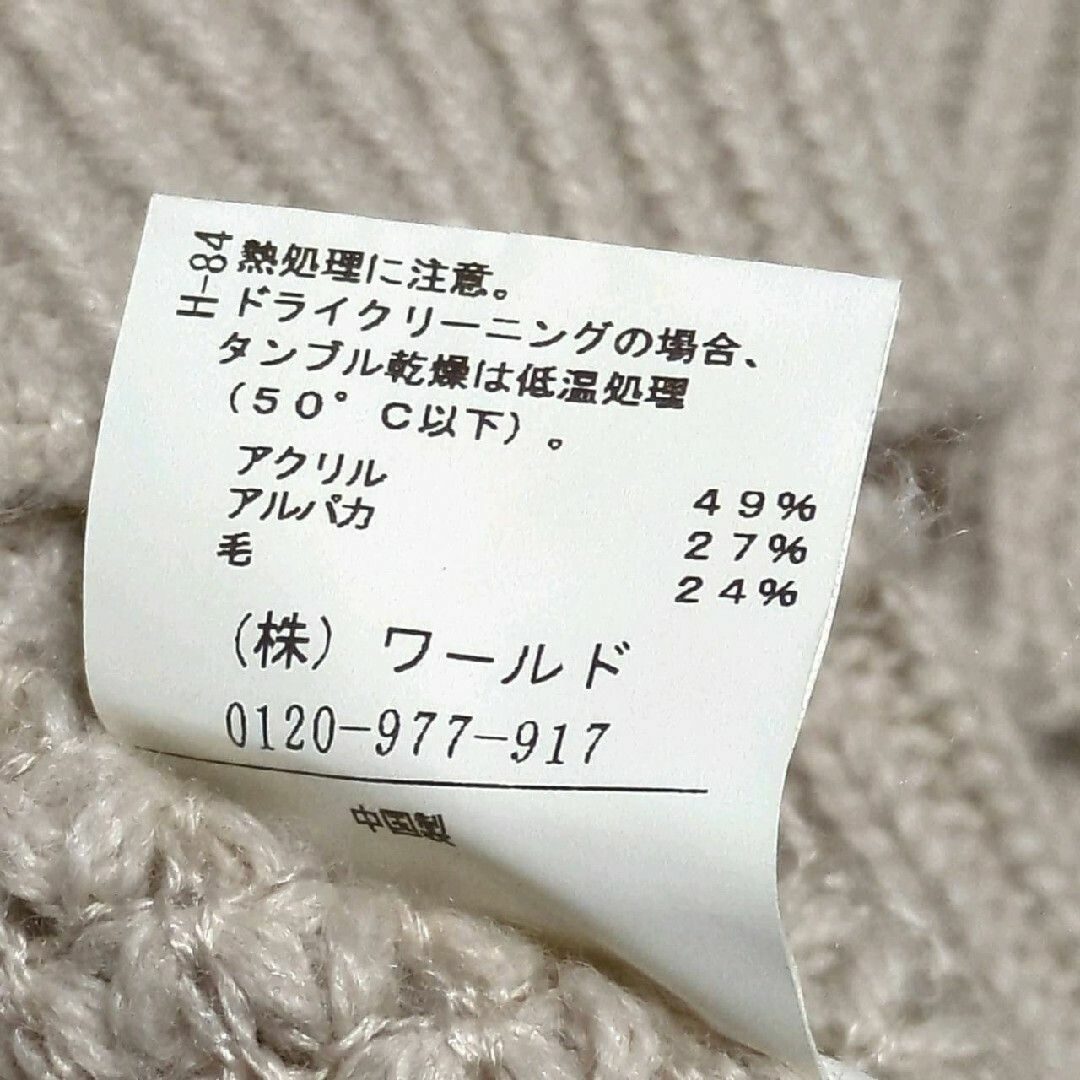 H-84
熱処理に注意。
ドライクリーニングの場合、
タンブル乾燥は低温処理
(50°C以下)。
アクリル 49%
アルパカ 27%
毛 24%
(株) ワールド
0120-977-917
中国製